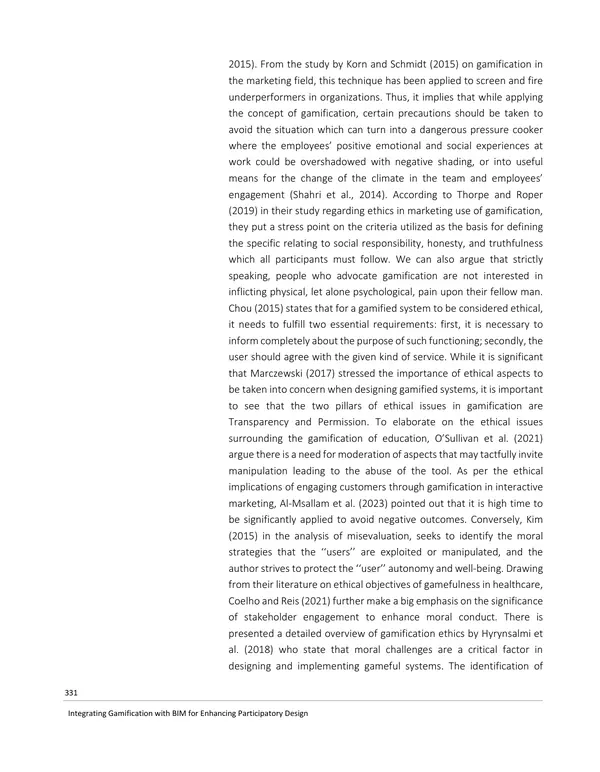 2015). From the study by Korn and Schmidt (2015) on gamification in
the marketing field, this technique has been applied to screen and fire
underperformers in organizations. Thus, it implies that while applying
the concept of gamification, certain precautions should be taken to
avoid the situation which can turn into a dangerous pressure cooker
where the employees’ positive emotional and social experiences at
work could be overshadowed with negative shading, or into useful
means for the change of the climate in the team and employees’
engagement (Shahri et al., 2014). According to Thorpe and Roper
(2019) in their study regarding ethics in marketing use of gamification,
they put a stress point on the criteria utilized as the basis for defining
the specific relating to social responsibility, honesty, and truthfulness
which all participants must follow. We can also argue that strictly
speaking, people who advocate gamification are not interested in
inflicting physical, let alone psychological, pain upon their fellow man.
Chou (2015) states that for a gamified system to be considered ethical,
it needs to fulfill two essential requirements: first, it is necessary to
inform completely about the purpose of such functioning; secondly, the
user should agree with the given kind of service. While it is significant
that Marczewski (2017) stressed the importance of ethical aspects to
be taken into concern when designing gamified systems, it is important
to see that the two pillars of ethical issues in gamification are
Transparency and Permission. To elaborate on the ethical issues
surrounding the gamification of education, O’Sullivan et al. (2021)
argue there is a need for moderation of aspects that may tactfully invite
manipulation leading to the abuse of the tool. As per the ethical
implications of engaging customers through gamification in interactive
marketing, Al-Msallam et al. (2023) pointed out that it is high time to
be significantly applied to avoid negative outcomes. Conversely, Kim
(2015) in the analysis of misevaluation, seeks to identify the moral
strategies that the ‘‘users’’ are exploited or manipulated, and the
author strives to protect the ‘‘user’’ autonomy and well-being. Drawing
from their literature on ethical objectives of gamefulness in healthcare,
Coelho and Reis (2021) further make a big emphasis on the significance
of stakeholder engagement to enhance moral conduct. There is
presented a detailed overview of gamification ethics by Hyrynsalmi et
al. (2018) who state that moral challenges are a critical factor in
designing and implementing gameful systems. The identification of
331
Integrating Gamification with BIM for Enhancing Participatory Design